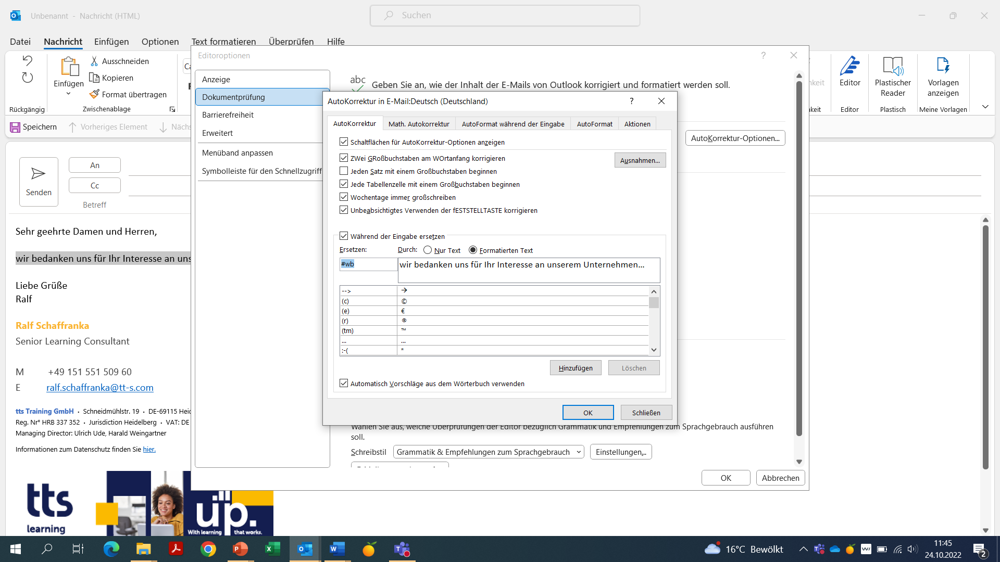 Unbenannt - Nachricht (HTML)
Suchen
Datei Nachricht Einfügen Optionen Text formatieren Überprüfen Hilfe
Rückgängig
Einfügen
Ausschneiden
Kopieren
Format übertragen
Zwischenablage
Ca
F
Editor
Editor
Plastischer
Reader
Plastisch
Vorlagen
anzeigen
Meine Vorlagen
Speichern Vorheriges Element Nächs
Senden
An
Cc
Betreff
Sehr geehrte Damen und Herren,
wir bedanken uns für Ihr Interesse an uns
Liebe Grüße
Ralf
Ralf Schaffranka
Senior Learning Consultant
M +49 151 551 509 60
E ralf.schaffranka@tt-s.com
tts Training GmbH · Schneidmühlstr. 19 · DE-69115 Heid
Reg. Nr° HRB 337 352 · Jurisdiction Heidelberg · VAT: DE
Managing Director: Ulrich Ude, Harald Weingartner
Informationen zum Datenschutz finden Sie hier.
tts
learning
up.
With learning that works.
Editoroptionen
?
Anzeige
Dokumentprüfung
Barrierefreiheit
Erweitert
Menüband anpassen
Symbolleiste für den Schnellzugriff
abc
Geben Sie an, wie der Inhalt der E-Mails von Outlook korrigiert und formatiert werden soll.
AutoKorrektur-Optionen...
AutoKorrektur in E-Mail:Deutsch (Deutschland)
?
AutoKorrektur Math. Autokorrektur AutoFormat während der Eingabe AutoFormat Aktionen
Schaltflächen für AutoKorrektur-Optionen anzeigen
ZWei GRoßbuchstaben am WOrtanfang korrigieren
Ausnahmen...
Jeden Satz mit einem Großbuchstaben beginnen
Jede Tabellenzelle mit einem Großbuchstaben beginnen
Wochentage immer großschreiben
Unbeabsichtigtes Verwenden der fESTSTELLTASTE korrigieren
Während der Eingabe ersetzen
Ersetzen: Durch: Nur Text Formatierten Text
#wb wir bedanken uns für Ihr Interesse an unserem Unternehmen...
--> →
(c) ©
(e) €
(r) ®
(tm) ™
... ...
:-( *
Hinzufügen Löschen
Automatisch Vorschläge aus dem Wörterbuch verwenden
OK Schließen
Wählen Sie aus, welche Überprüfungen der Editor bezüglich Grammatik und Empfehlungen zum Sprachgebrauch ausführen
soll.
Schreibstil Grammatik & Empfehlungen zum Sprachgebrauch Einstellungen...
OK Abbrechen
16°C Bewölkt
11:45
24.10.2022
2